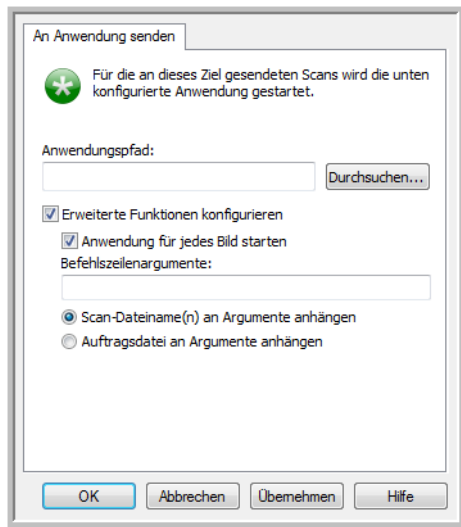 An Anwendung senden
Für die an dieses Ziel gesendeten Scans wird die unten
konfigurierte Anwendung gestartet.
Anwendungspfad:
Durchsuchen...
Erweiterte Funktionen konfigurieren
Anwendung für jedes Bild starten
Befehlszeilenargumente:
Scan-Dateiname(n) an Argumente anhängen
Auftragsdatei an Argumente anhängen
OK Abbrechen Übernehmen Hilfe